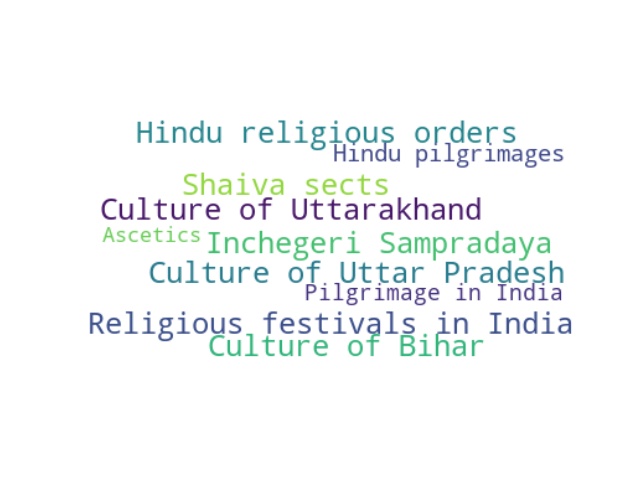 Hindu religious orders
Hindu pilgrimages
Shaiva sects
Culture of Uttarakhand
Ascetics
Inchegeri Sampradaya
Culture of Uttar Pradesh
Pilgrimage in India
Religious festivals in India
Culture of Bihar